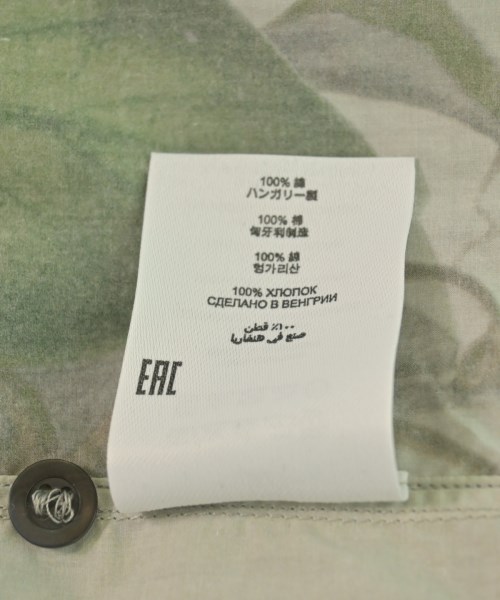 100% 綿
ハンガリー製
100% 棉
匈牙利制造
100% 綿
헝가리산
100% ХЛОПОК
СДЕЛАНО В ВЕНГРИИ
١٠٠٪ قطن
صنع في هنغاريا
EAC